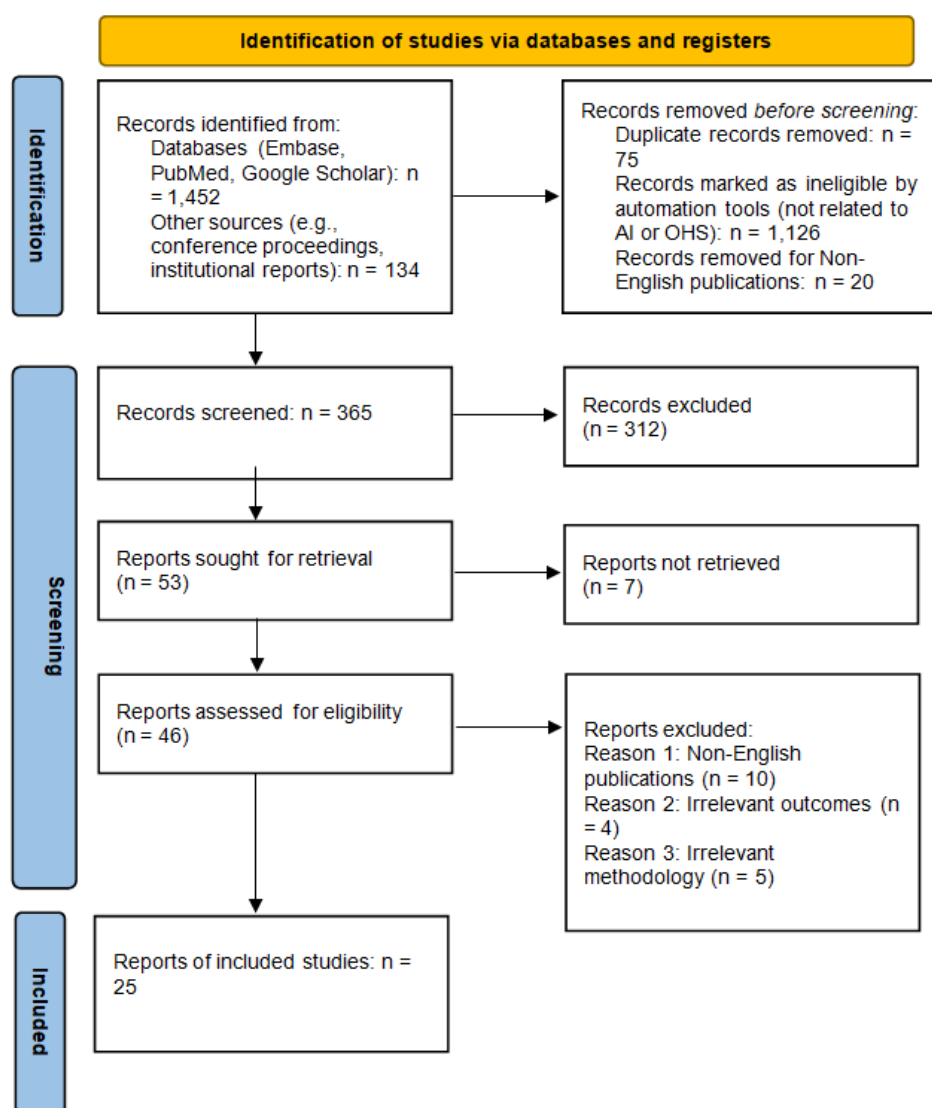 Identification of studies via databases and registers
Identification
Records identified from:
Databases (Embase,
PubMed, Google Scholar): n
= 1,452
Other sources (e.g.,
conference proceedings,
institutional reports): n = 134
Records removed before screening:
Duplicate records removed: n =
75
Records marked as ineligible by
automation tools (not related to
AI or OHS): n = 1,126
Records removed for Non-
English publications: n = 20
Screening
Records screened: n = 365
Records excluded
(n = 312)
Reports sought for retrieval
(n = 53)
Reports not retrieved
(n = 7)
Reports assessed for eligibility
(n = 46)
Reports excluded:
Reason 1: Non-English
publications (n = 10)
Reason 2: Irrelevant outcomes (n
= 4)
Reason 3: Irrelevant
methodology (n = 5)
Included
Reports of included studies: n =
25